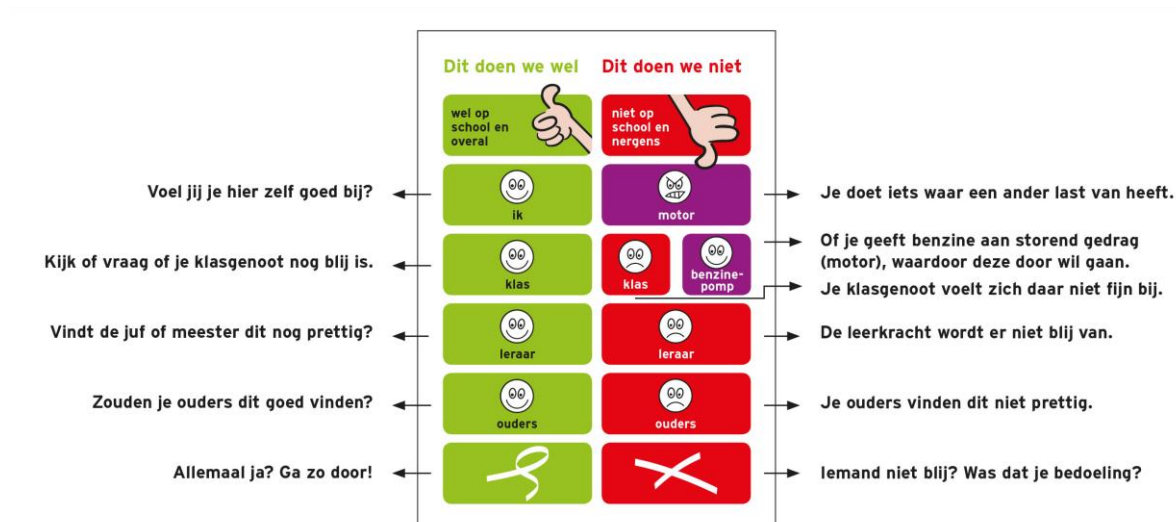 Dit doen we wel
Dit doen we niet
wel op
school en
overal
niet op
school en
nergens
Voel jij je hier zelf goed bij?
ik
motor
Je doet iets waar een ander last van heeft.
Kijk of vraag of je klasgenoot nog blij is.
klas
klas
benzine-
pomp
Of je geeft benzine aan storend gedrag
(motor), waardoor deze door wil gaan.
Je klasgenoot voelt zich daar niet fijn bij.
Vindt de juf of meester dit nog prettig?
leraar
leraar
De leerkracht wordt er niet blij van.
Zouden je ouders dit goed vinden?
ouders
ouders
Je ouders vinden dit niet prettig.
Allemaal ja? Ga zo door!
Iemand niet blij? Was dat je bedoeling?